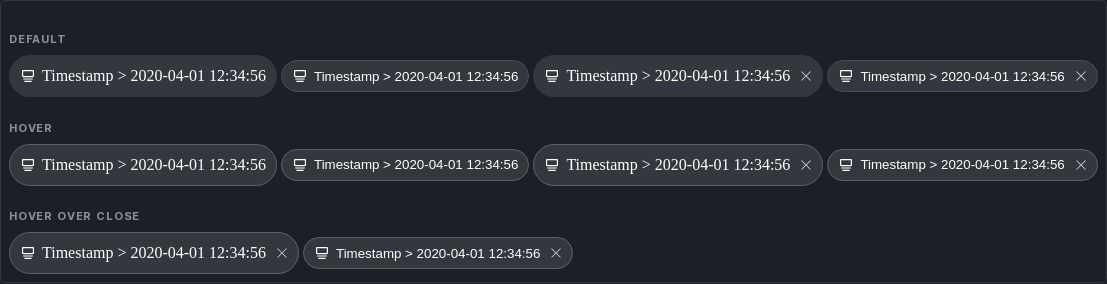 DEFAULT
Timestamp > 2020-04-01 12:34:56 Timestamp > 2020-04-01 12:34:56 Timestamp > 2020-04-01 12:34:56 Timestamp > 2020-04-01 12:34:56
HOVER
Timestamp > 2020-04-01 12:34:56 Timestamp > 2020-04-01 12:34:56 Timestamp > 2020-04-01 12:34:56 Timestamp > 2020-04-01 12:34:56
HOVER OVER CLOSE
Timestamp > 2020-04-01 12:34:56 Timestamp > 2020-04-01 12:34:56